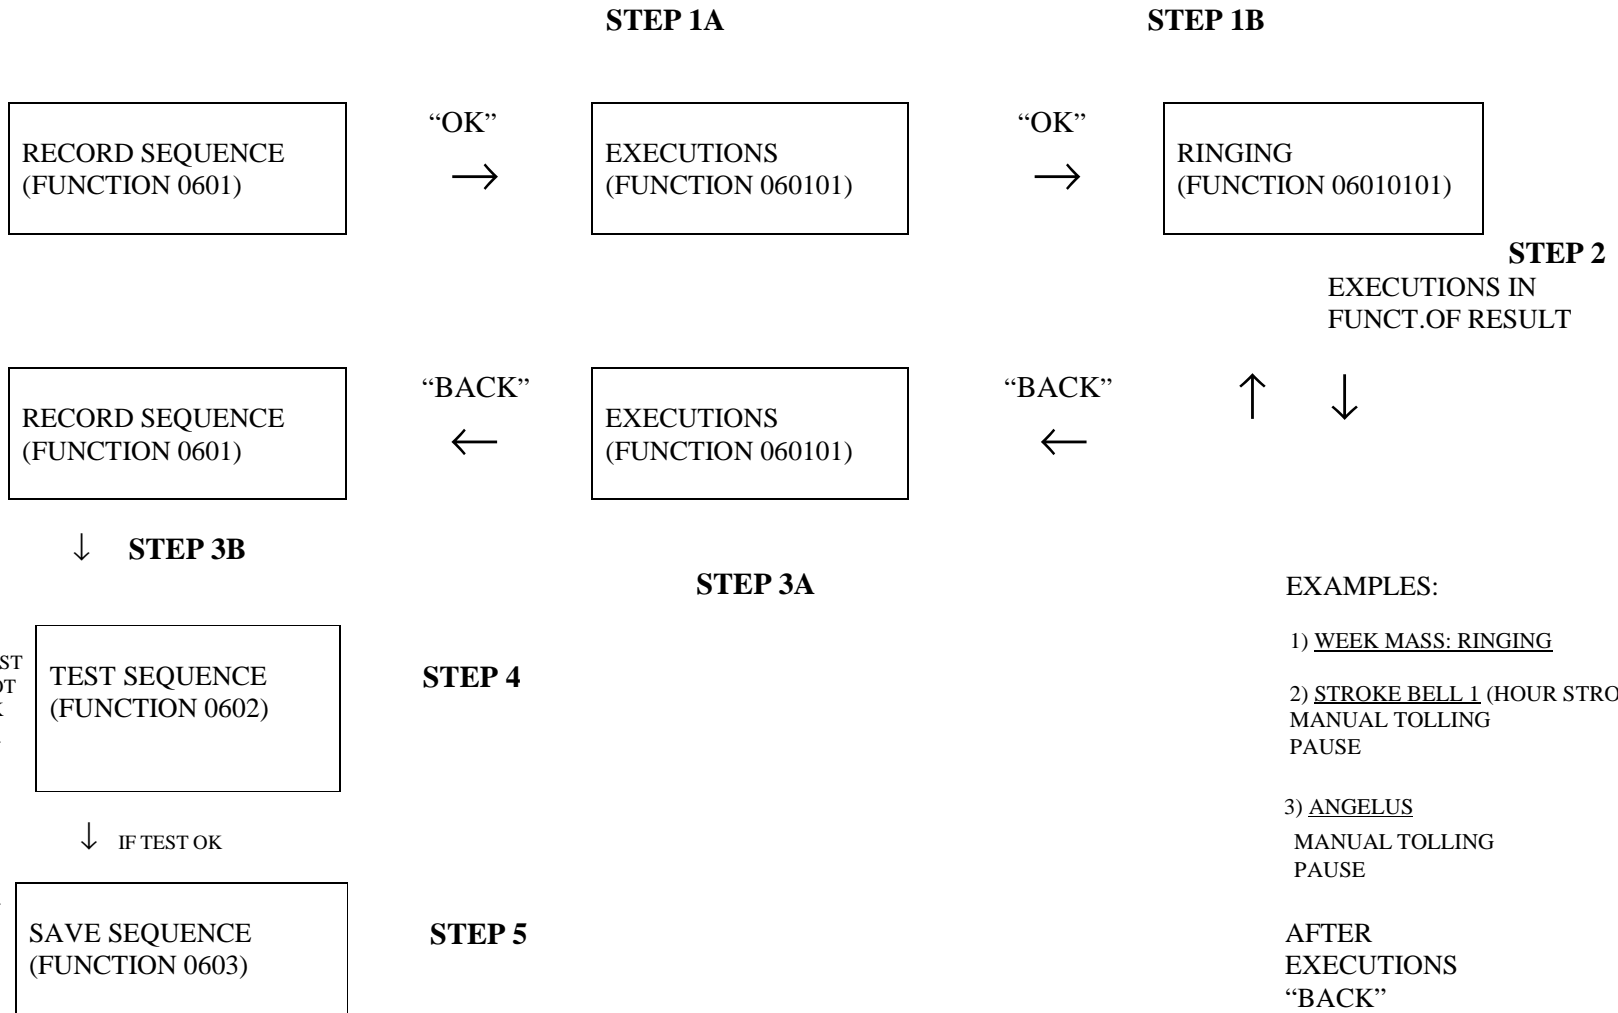 STEP 1A
STEP 1B
“OK”
“OK”
RECORD SEQUENCE
(FUNCTION 0601)
→
EXECUTIONS
(FUNCTION 060101)
→
RINGING
(FUNCTION 06010101)
STEP 2
EXECUTIONS IN
FUNCT.OF RESULT
“BACK”
“BACK”
RECORD SEQUENCE
(FUNCTION 0601)
←
EXECUTIONS
(FUNCTION 060101)
←
↑ ↓
↓ STEP 3B
STEP 3A
EXAMPLES:
1) WEEK MASS: RINGING
TEST SEQUENCE
(FUNCTION 0602)
STEP 4
2) STROKE BELL 1 (HOUR
MANUAL TOLLING
PAUSE
3) ANGELUS
MANUAL TOLLING
PAUSE
↓ IF TEST OK
SAVE SEQUENCE
(FUNCTION 0603)
STEP 5
AFTER
EXECUTIONS
“BACK”